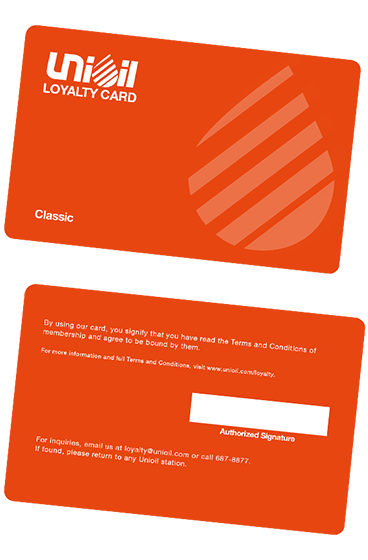 Unioil
LOYALTY CARD
Classic
By using our card, you signify that you have read the Terms and Conditions of
membership and agree to be bound by them.
For more information and full Terms and Conditions, visit www.unioil.com/loyalty.
Authorized Signature
For Inquiries, email us at loyalty@unioil.com or call 687-8877.
If found, please return to any Unioil station.